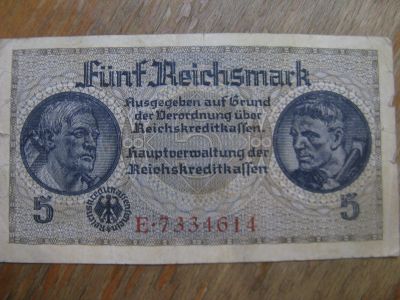 Fünf Reichsmark
Ausgegeben auf Grund
der Verordnung über
Reichskreditkassen.
Hauptverwaltung der
Reichskreditkassen
5
5
E·7334614